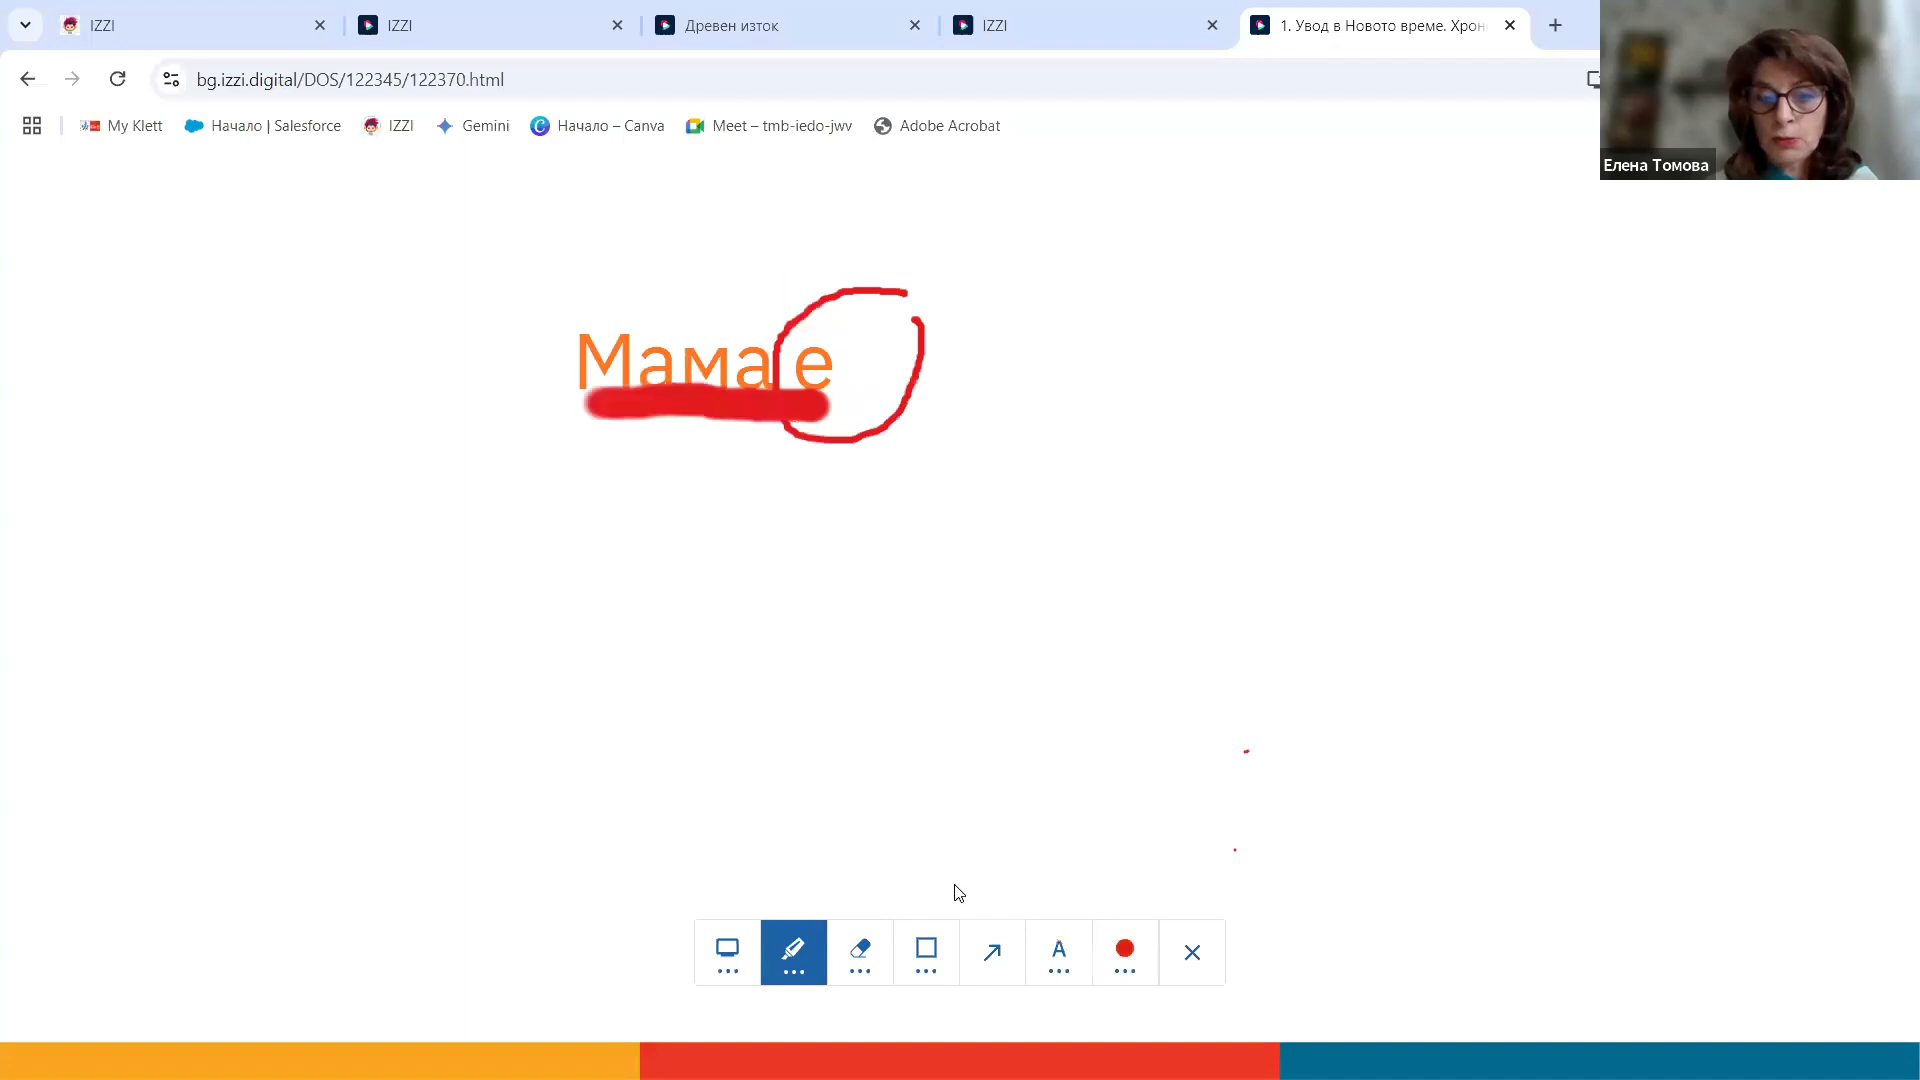 IZZI
IZZI
Древен изток
IZZI
1. Увод в Новото време. Хрон
bg.izzi.digital/DOS/122345/122370.html
My Klett
Начало | Salesforce
IZZI
Gemini
Начало – Canva
Meet – tmb-iedo-jwv
Adobe Acrobat
Елена Томова
Мама е
A